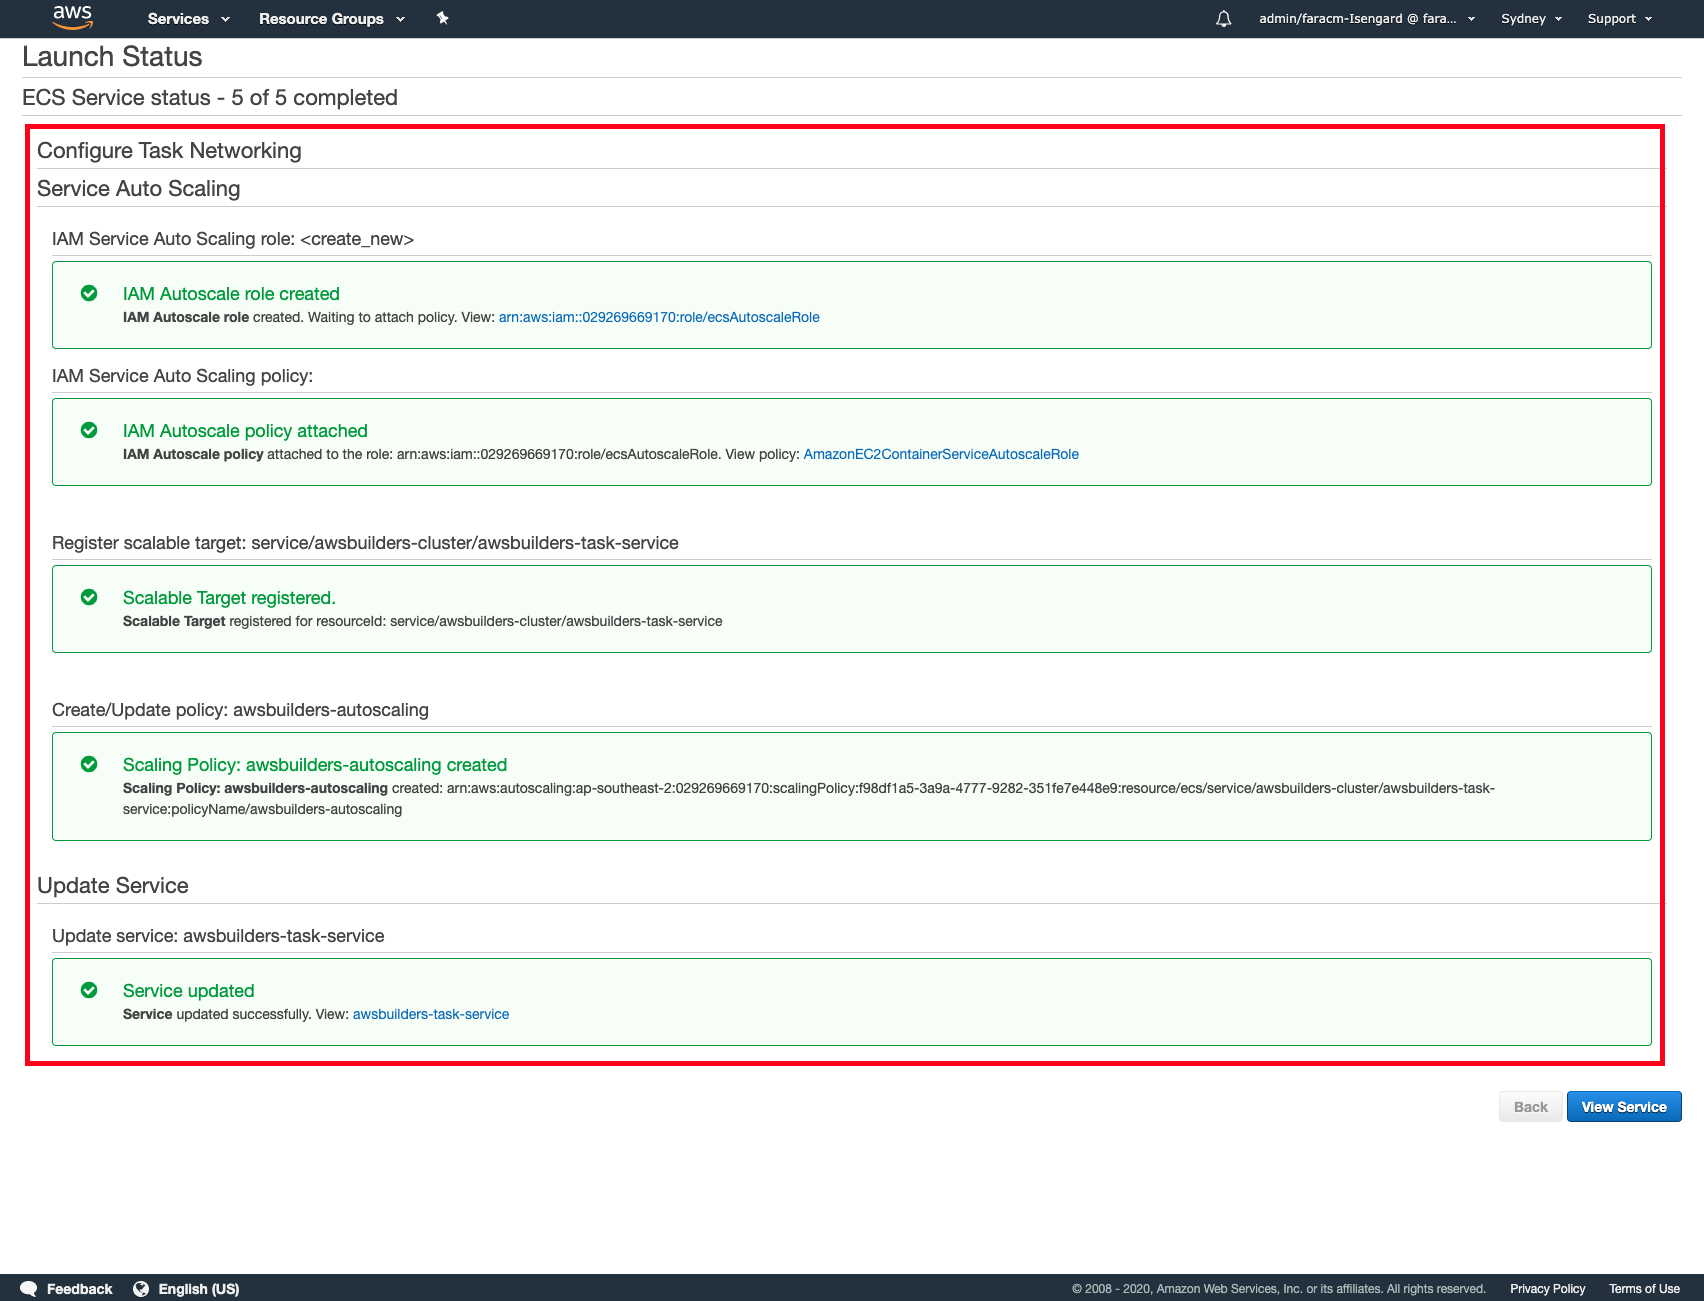 aws
Services
Resource Groups
admin/faracm-Isengard @ fara...
Sydney
Support
Launch Status
ECS Service status - 5 of 5 completed
Configure Task Networking
Service Auto Scaling
IAM Service Auto Scaling role: <create_new>
IAM Autoscale role created
IAM Autoscale role created. Waiting to attach policy. View: arn:aws:iam::029269669170:role/ecsAutoscaleRole
IAM Service Auto Scaling policy:
IAM Autoscale policy attached
IAM Autoscale policy attached to the role: arn:aws:iam::029269669170:role/ecsAutoscaleRole. View policy: AmazonEC2ContainerServiceAutoscaleRole
Register scalable target: service/awsbuilders-cluster/awsbuilders-task-service
Scalable Target registered.
Scalable Target registered for resourceId: service/awsbuilders-cluster/awsbuilders-task-service
Create/Update policy: awsbuilders-autoscaling
Scaling Policy: awsbuilders-autoscaling created
Scaling Policy: awsbuilders-autoscaling created: arn:aws:autoscaling:ap-southeast-2:029269669170:scalingPolicy:f98df1a5-3a9a-4777-9282-351fe7e448e9:resource/ecs/service/awsbuilders-cluster/awsbuilders-task-
service:policyName/awsbuilders-autoscaling
Update Service
Update service: awsbuilders-task-service
Service updated
Service updated successfully. View: awsbuilders-task-service
Back
View Service
Feedback
English (US)
© 2008 - 2020, Amazon Web Services, Inc. or its affiliates. All rights reserved.
Privacy Policy
Terms of Use